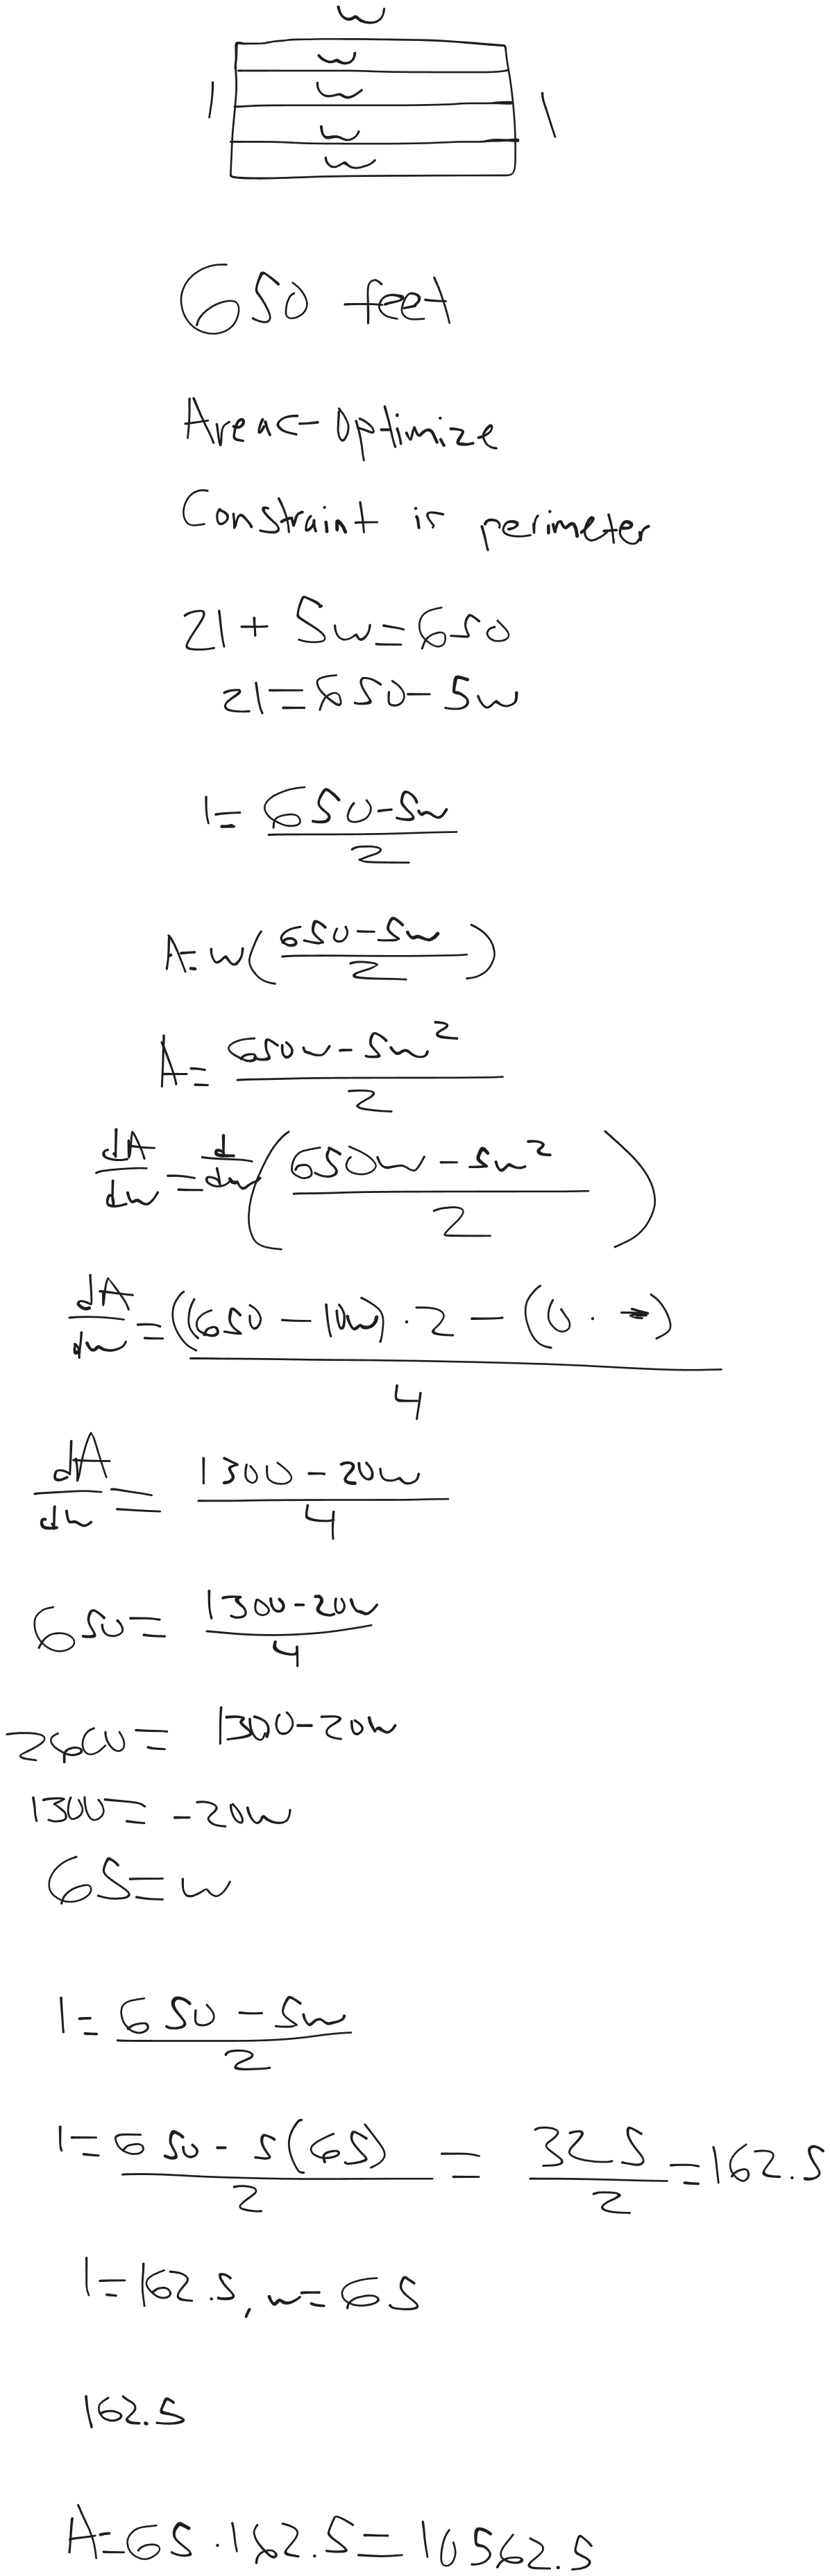 w
w
l w l
w
w
650 feet
Area <- Optimize
Constraint is perimeter
2l + 5w = 650
2l = 650 - 5w
l = (650 - 5w)/2
A = w((650 - 5w)/2)
A = (650w - 5w²)/2
dA/dw = d/dw((650w - 5w²)/2)
dA/dw = ((650 - 10w) · 2 - (0 · )/4
dA/dw = (1300 - 20w)/4
650 = (1300 - 20w)/4
2600 = 1300 - 20w
1300 = -20w
65 = w
l = (650 - 5w)/2
l = (650 - 5(65))/2 = 325/2 = 162.5
l = 162.5, w = 65
162.5
A = 65 · 162.5 = 10562.5